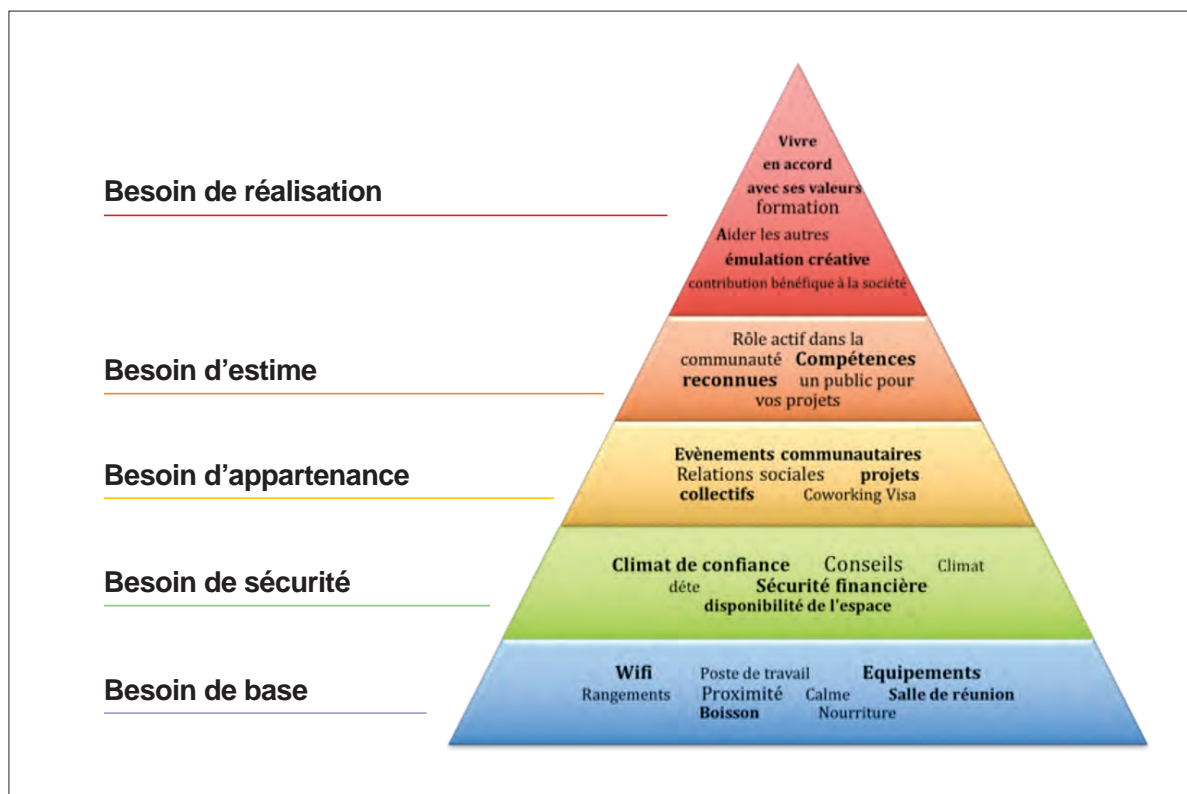 Vivre
en accord
avec ses valeurs
formation
Besoin de réalisation
Aider les autres
émulation créative
contribution bénéfique à la société
Rôle actif dans la
communauté Compétences
Besoin d'estime
reconnues un public pour
vos projets
Evènements communautaires
Besoin d'appartenance
Relations sociales projets
collectifs Coworking Visa
Climat de confiance Conseils Climat
Besoin de sécurité
déte Sécurité financière
disponibilité de l'espace
Wifi Poste de travail Equipements
Besoin de base
Rangements Proximité Calme Salle de réunion
Boisson Nourriture